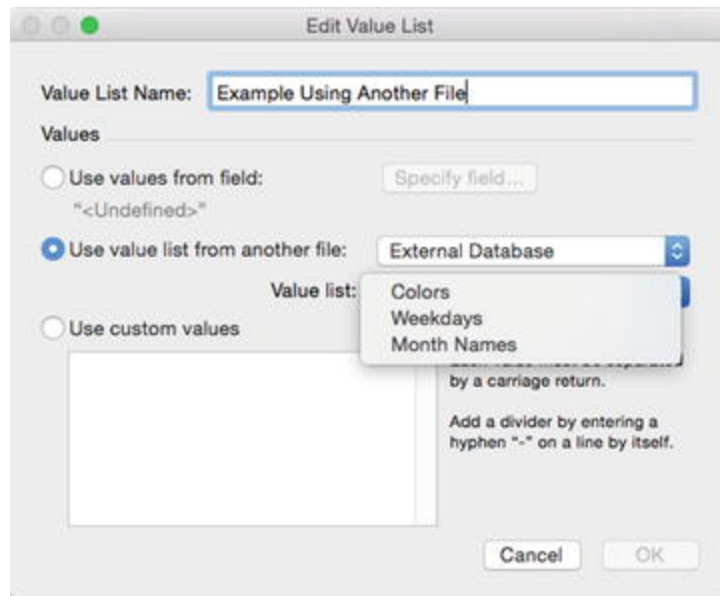 Edit Value List
Value List Name: Example Using Another File
Values
Use values from field: Specify field...
"<Undefined>"
Use value list from another file: External Database
Value list:
Colors
Weekdays
Month Names
Use custom values
by a carriage return.
Add a divider by entering a
hyphen "-" on a line by itself.
Cancel OK